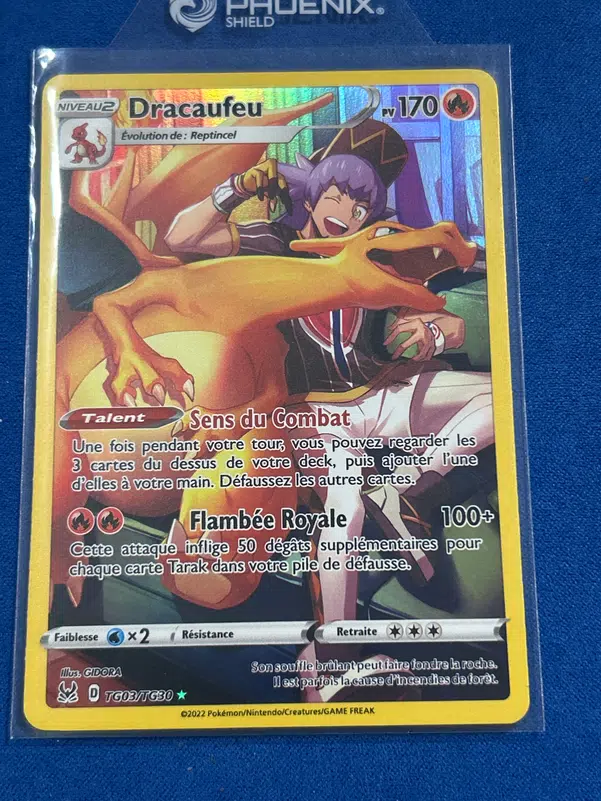 PHOENIX®
SHIELD
NIVEAU2 Dracaufeu PV 170
Évolution de : Reptincel
Talent Sens du Combat
Une fois pendant votre tour, vous pouvez regarder les
3 cartes du dessus de votre deck, puis ajouter l'une
d'elles à votre main. Défaussez les autres cartes.
Flambée Royale 100+
Cette attaque inflige 50 dégâts supplémentaires pour
chaque carte Tarak dans votre pile de défausse.
Faiblesse ×2 Résistance Retraite
Illus. GIDORA
Son souffle brûlant peut faire fondre la roche.
Il est parfois la cause d'incendies de forêt.
D TG03/TG30 ★
©2022 Pokémon/Nintendo/Creatures/GAME FREAK